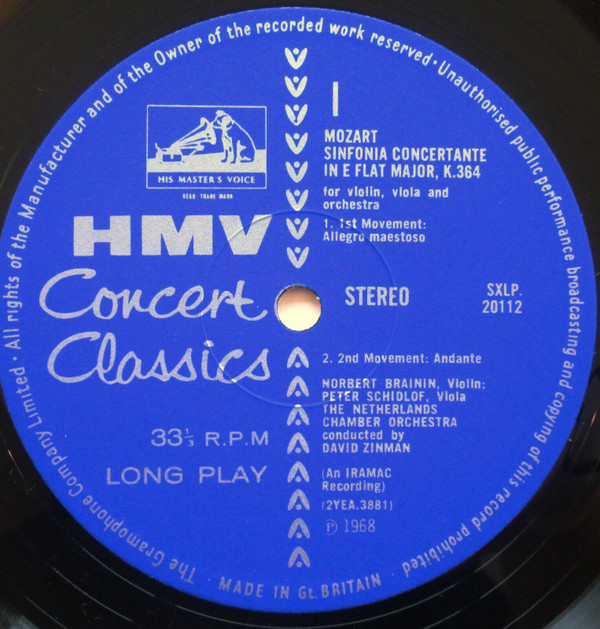 The Gramophone Company Limited · All rights of the Manufacturer and of the Owner of the recorded work reserved · Unauthorised public performance broadcasting and copying of this record prohibited ·
HIS MASTER'S VOICE
REGD TRADE MARK
HMV
Concert
Classics
33⅓ R.P.M
LONG PLAY
1
MOZART
SINFONIA CONCERTANTE
IN E FLAT MAJOR, K.364
for violin, viola and
orchestra
1. 1st Movement:
Allegro maestoso
STEREO
SXLP.
20112
2. 2nd Movement: Andante
NORBERT BRAININ, Violin;
PETER SCHIDLOF, Viola
THE NETHERLANDS
CHAMBER ORCHESTRA
conducted by
DAVID ZINMAN
(An IRAMAC
Recording)
(2YEA.3881)
Ⓟ 1968
MADE IN Gt. BRITAIN